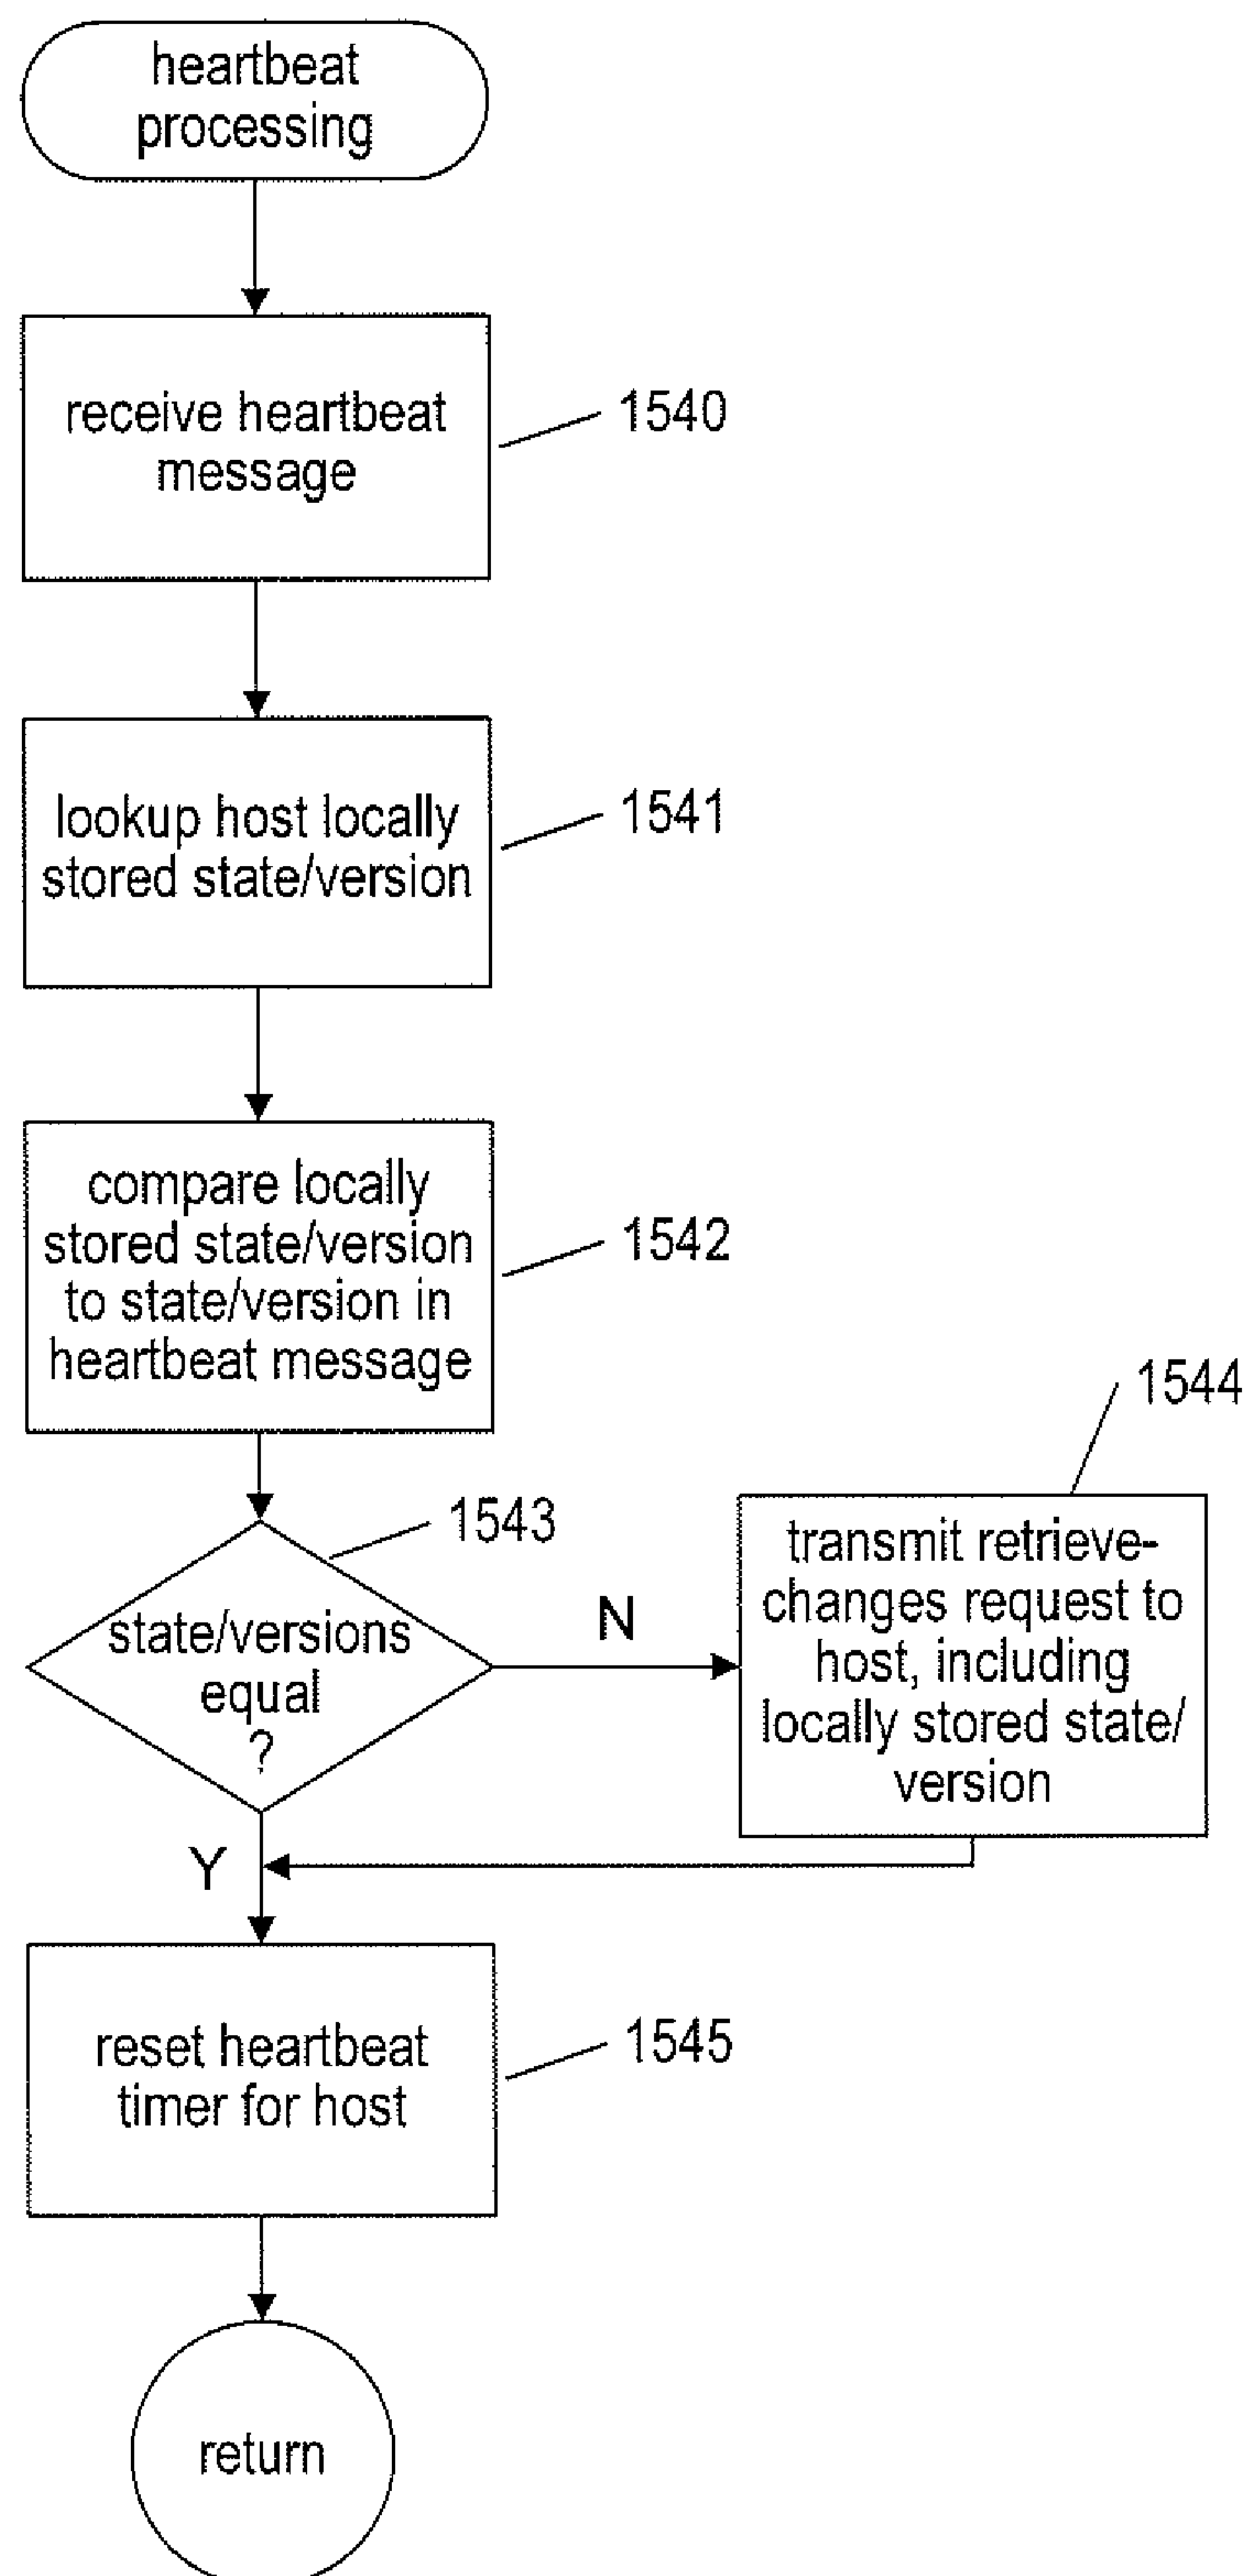 heartbeat
processing
receive heartbeat
message
1540
lookup host locally
stored state/version
1541
compare locally
stored state/version
to state/version in
heartbeat message
1542
1543
state/versions
equal
?
N
1544
transmit retrieve-
changes request to
host, including
locally stored state/
version
Y
reset heartbeat
timer for host
1545
return